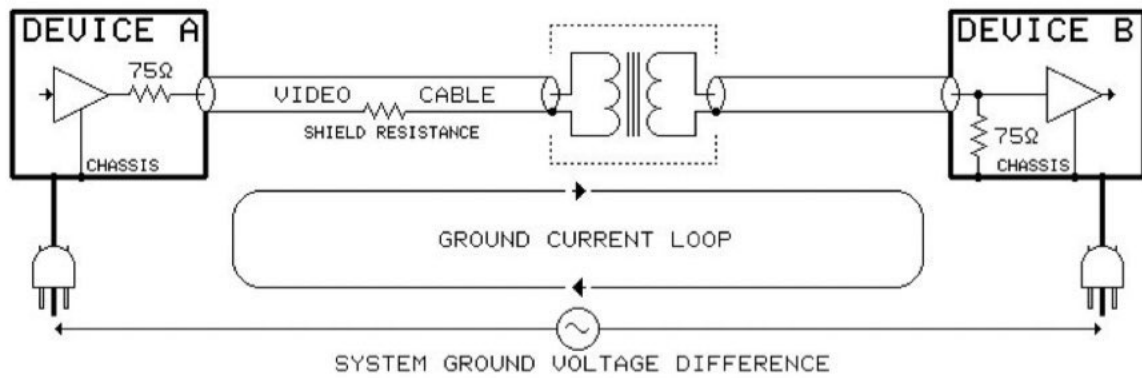 DEVICE A
DEVICE B
75Ω
VIDEO CABLE
SHIELD RESISTANCE
75Ω
CHASSIS
CHASSIS
GROUND CURRENT LOOP
SYSTEM GROUND VOLTAGE DIFFERENCE